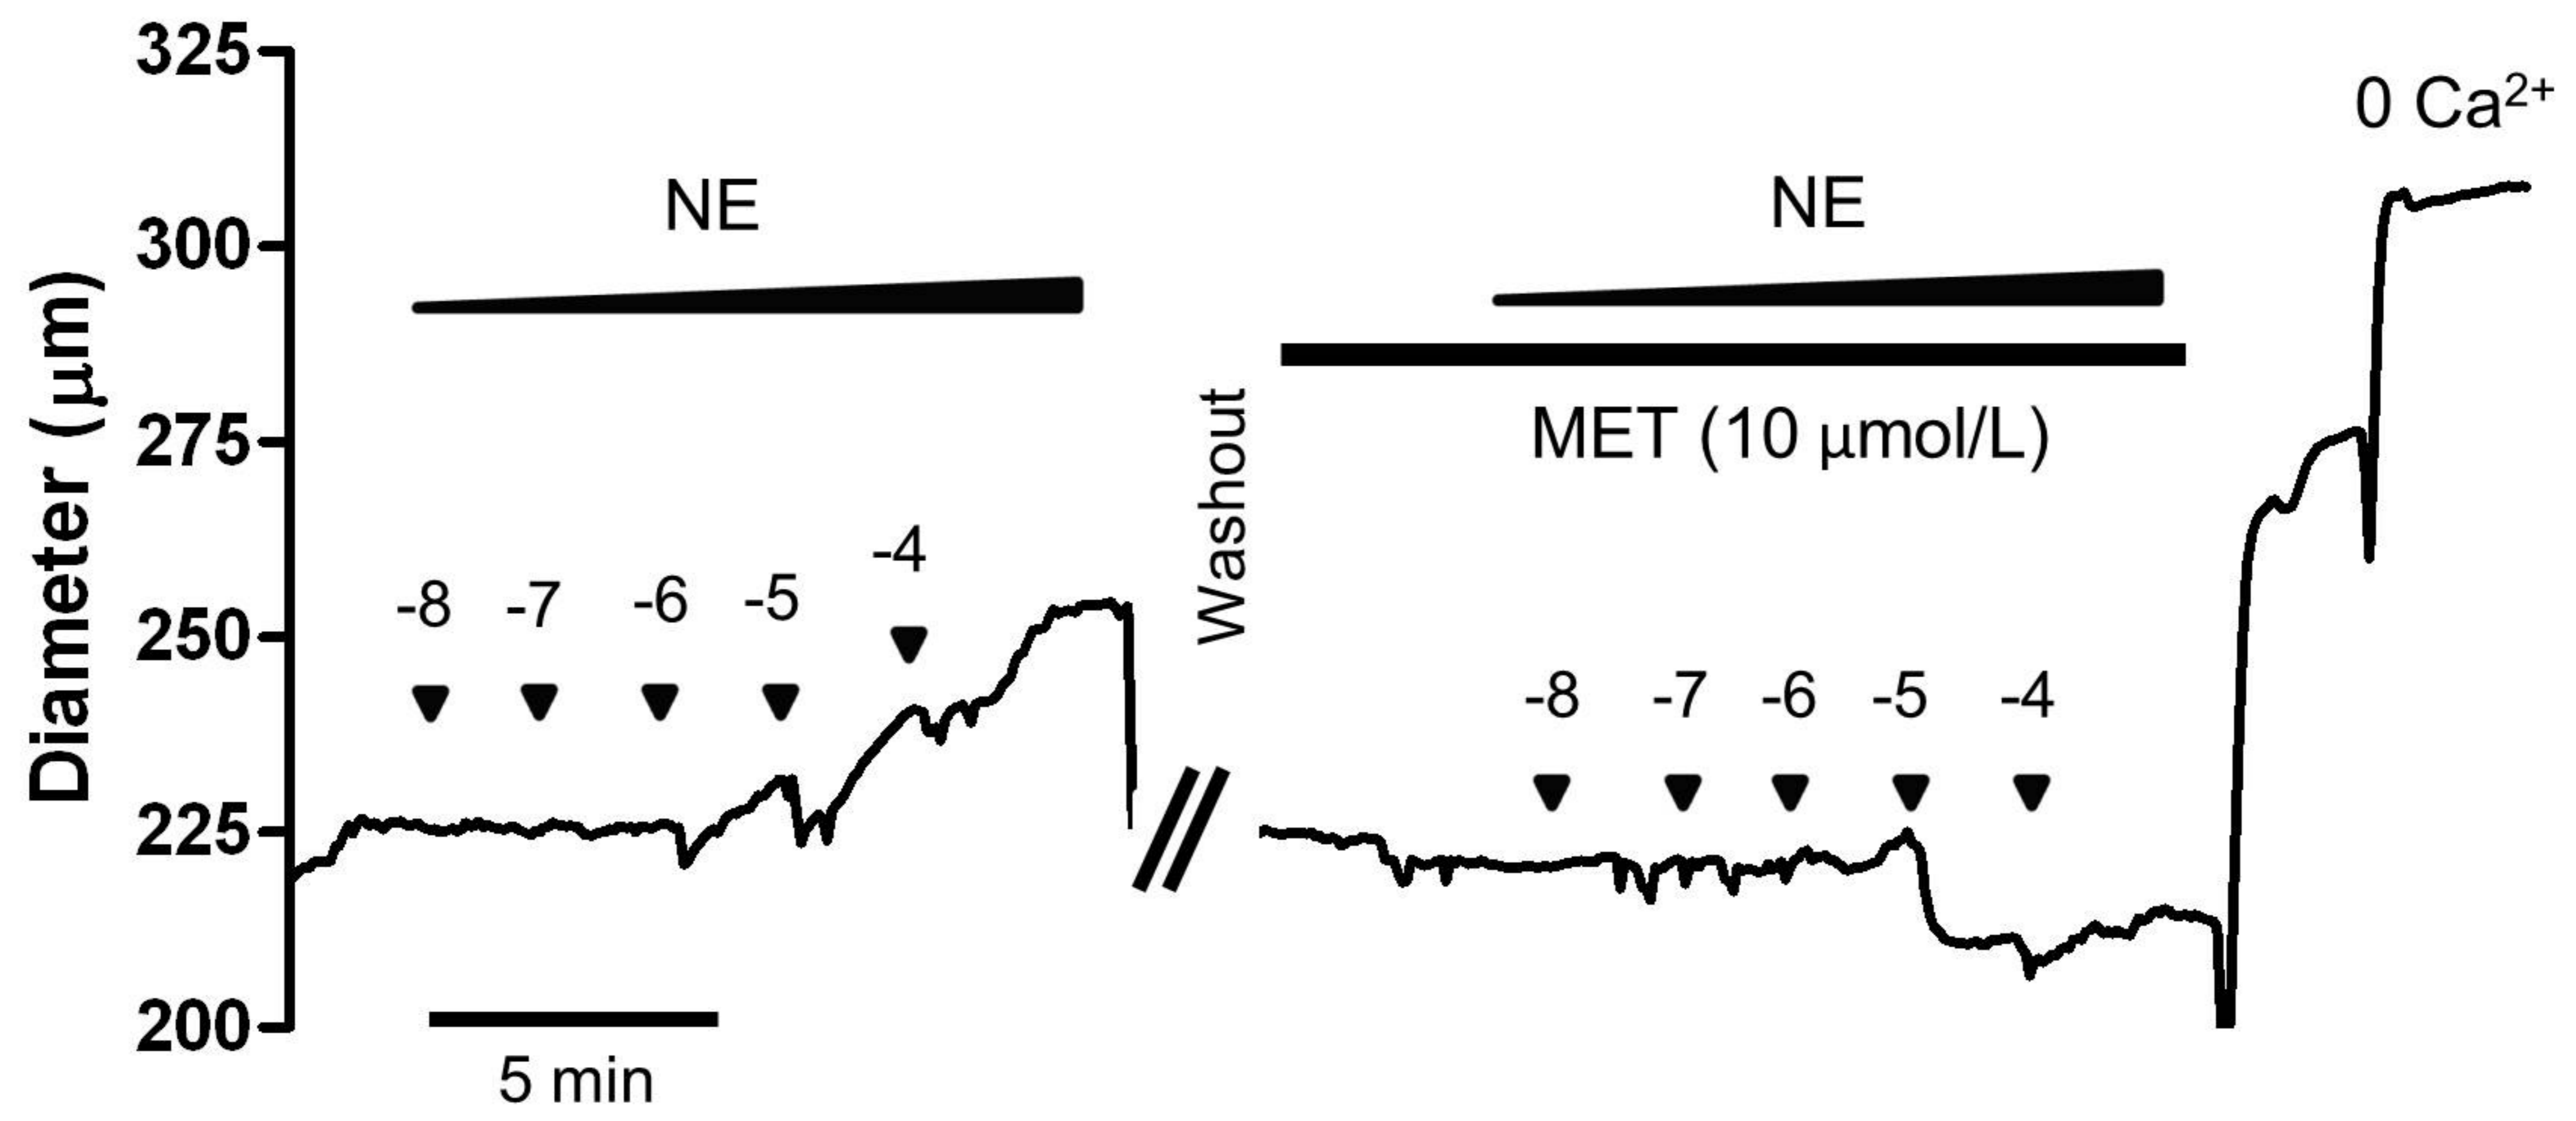 Diameter (μm)
325
300
275
250
225
200
NE
-8 -7 -6 -5 -4
5 min
Washout
NE
MET (10 μmol/L)
-8 -7 -6 -5 -4
0 Ca²⁺